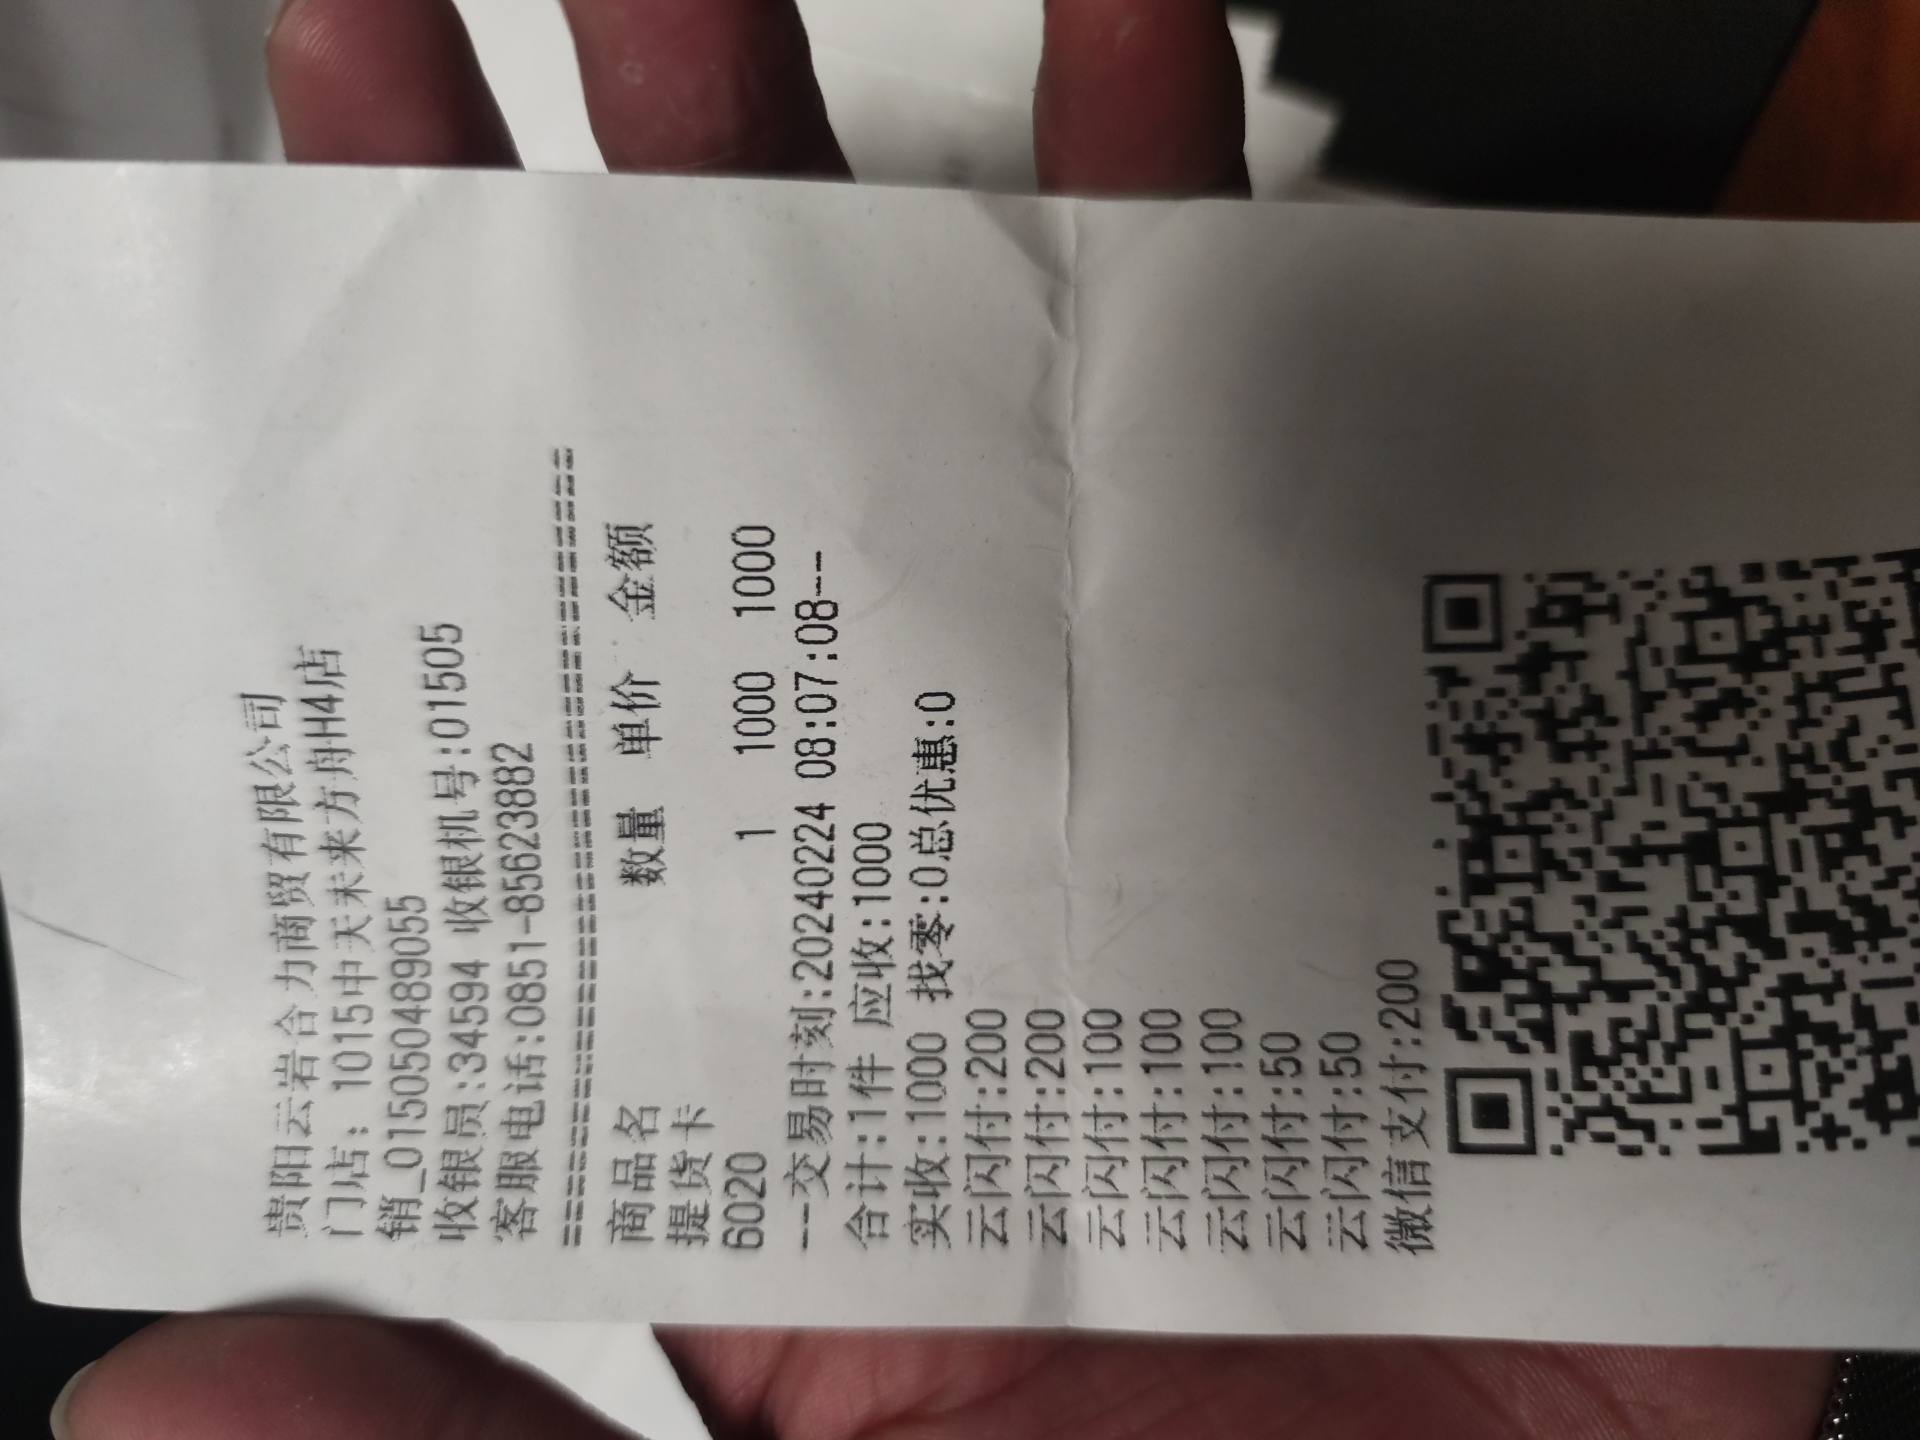 贵阳云岩合力商贸有限公司
门店：1015中天未来方舟H4店
销_015050489055
收银员:34594 收银机号:01505
客服电话:0851-85623882
================================
商品名 数量 单价 金额
提货卡
6020 1 1000 1000
--交易时刻:20240224 08:07:08--
合计:1件 应收:1000
实收:1000 找零:0总优惠:0
云闪付:200
云闪付:200
云闪付:100
云闪付:100
云闪付:100
云闪付:50
云闪付:50
微信支付:200